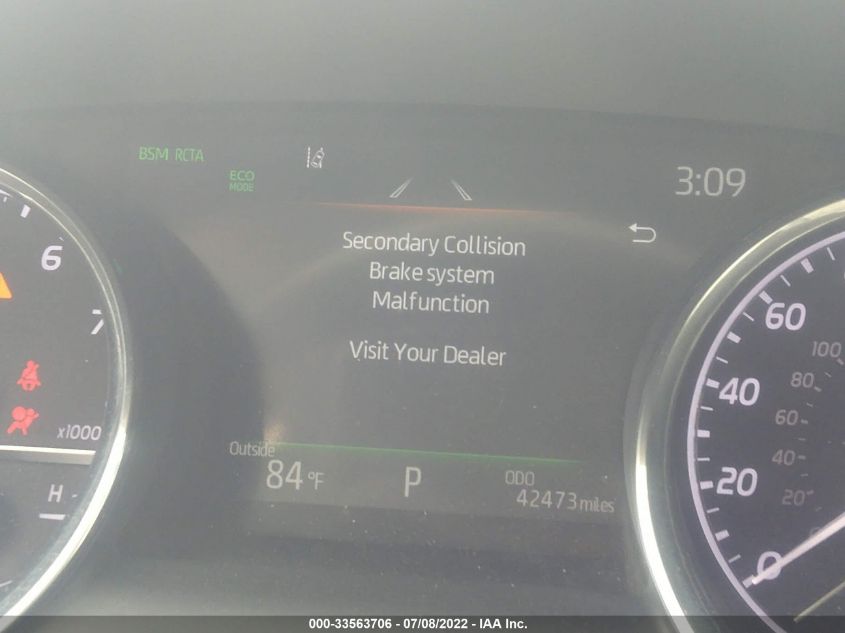 BSM RCTA
ECO
MODE
3:09
Secondary Collision
Brake system
Malfunction
Visit Your Dealer
6
7
x1000
H
Outside
84 °F
P
ODO
42473 miles
60
40
20
0
100
80
60
40
20
000-33563706 - 07/08/2022 - IAA Inc.